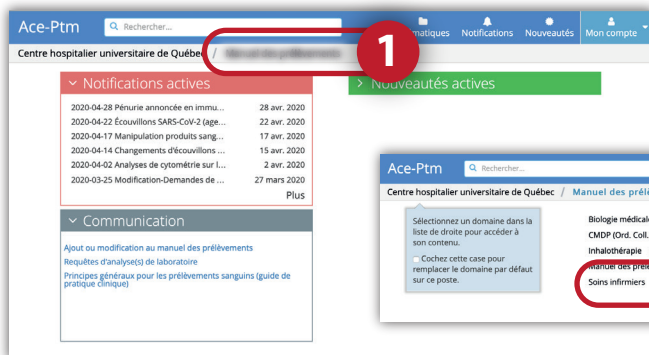 Ace-Ptm
Rechercher...
matiques
Notifications
Nouveautés
Mon compte
Centre hospitalier universitaire de Québec /
1
Notifications actives
2020-04-28 Pénurie annoncée en immu... 28 avr. 2020
2020-04-22 Écouvillons SARS-CoV-2 (age... 22 avr. 2020
2020-04-17 Manipulation produits sang... 17 avr. 2020
2020-04-14 Changements d'écouvillons ... 15 avr. 2020
2020-04-02 Analyses de cytométrie sur l... 2 avr. 2020
2020-03-25 Modification-Demandes de ... 27 mars 2020
Plus
Nouveautés actives
Communication
Ajout ou modification au manuel des prélèvements
Requêtes d'analyse(s) de laboratoire
Principes généraux pour les prélèvements sanguins (guide de
pratique clinique)
Ace-Ptm
Rechercher...
Centre hospitalier universitaire de Québec / Manuel des prélè
Sélectionnez un domaine dans la
liste de droite pour accéder à
son contenu.
Cochez cette case pour
remplacer le domaine par défaut
sur ce poste.
Biologie médicale
CMDP (Ord. Coll.
Inhalothérapie
Manuel des prélè
Soins infirmiers